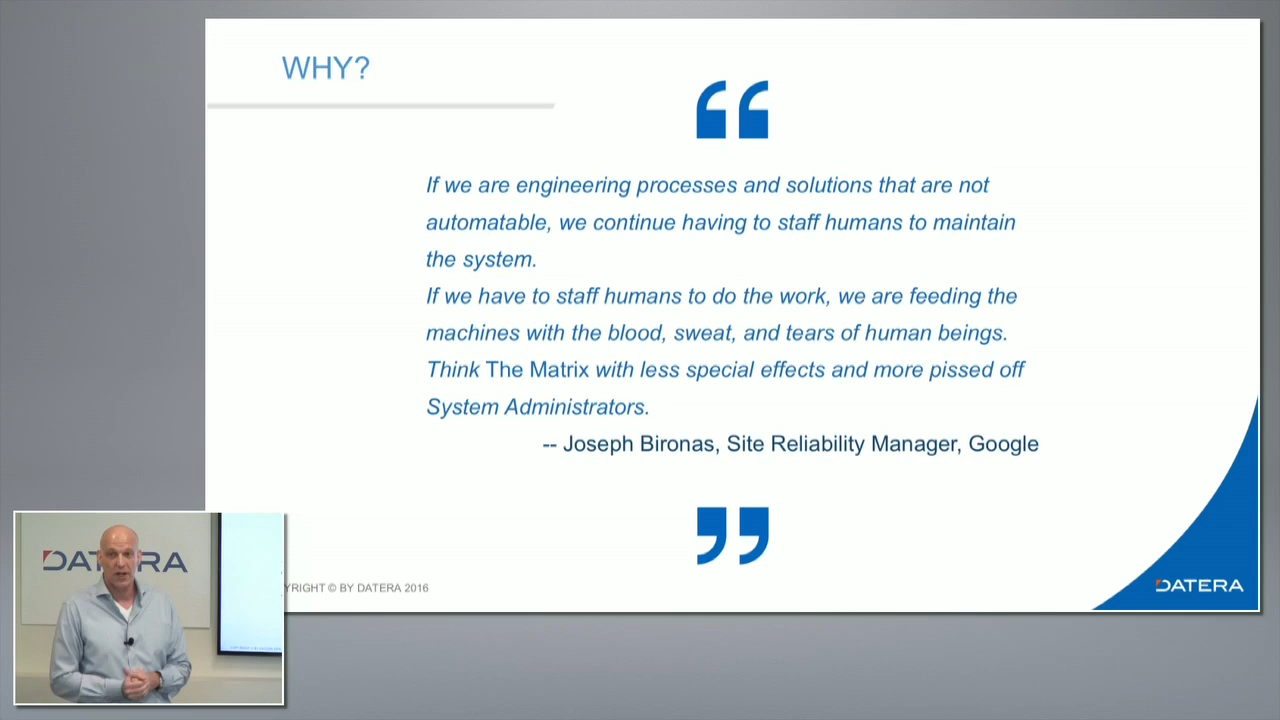 WHY?
“
If we are engineering processes and solutions that are not
automatable, we continue having to staff humans to maintain
the system.
If we have to staff humans to do the work, we are feeding the
machines with the blood, sweat, and tears of human beings.
Think The Matrix with less special effects and more pissed off
System Administrators.
-- Joseph Bironas, Site Reliability Manager, Google
”
YRIGHT © BY DATERA 2016
DATERA
DATERA